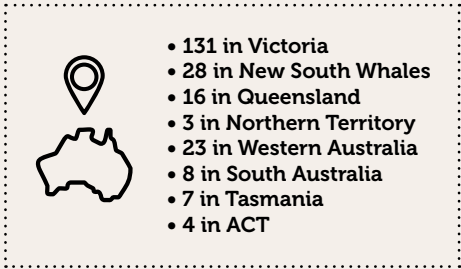 • 131 in Victoria
• 28 in New South Whales
• 16 in Queensland
• 3 in Northern Territory
• 23 in Western Australia
• 8 in South Australia
• 7 in Tasmania
• 4 in ACT